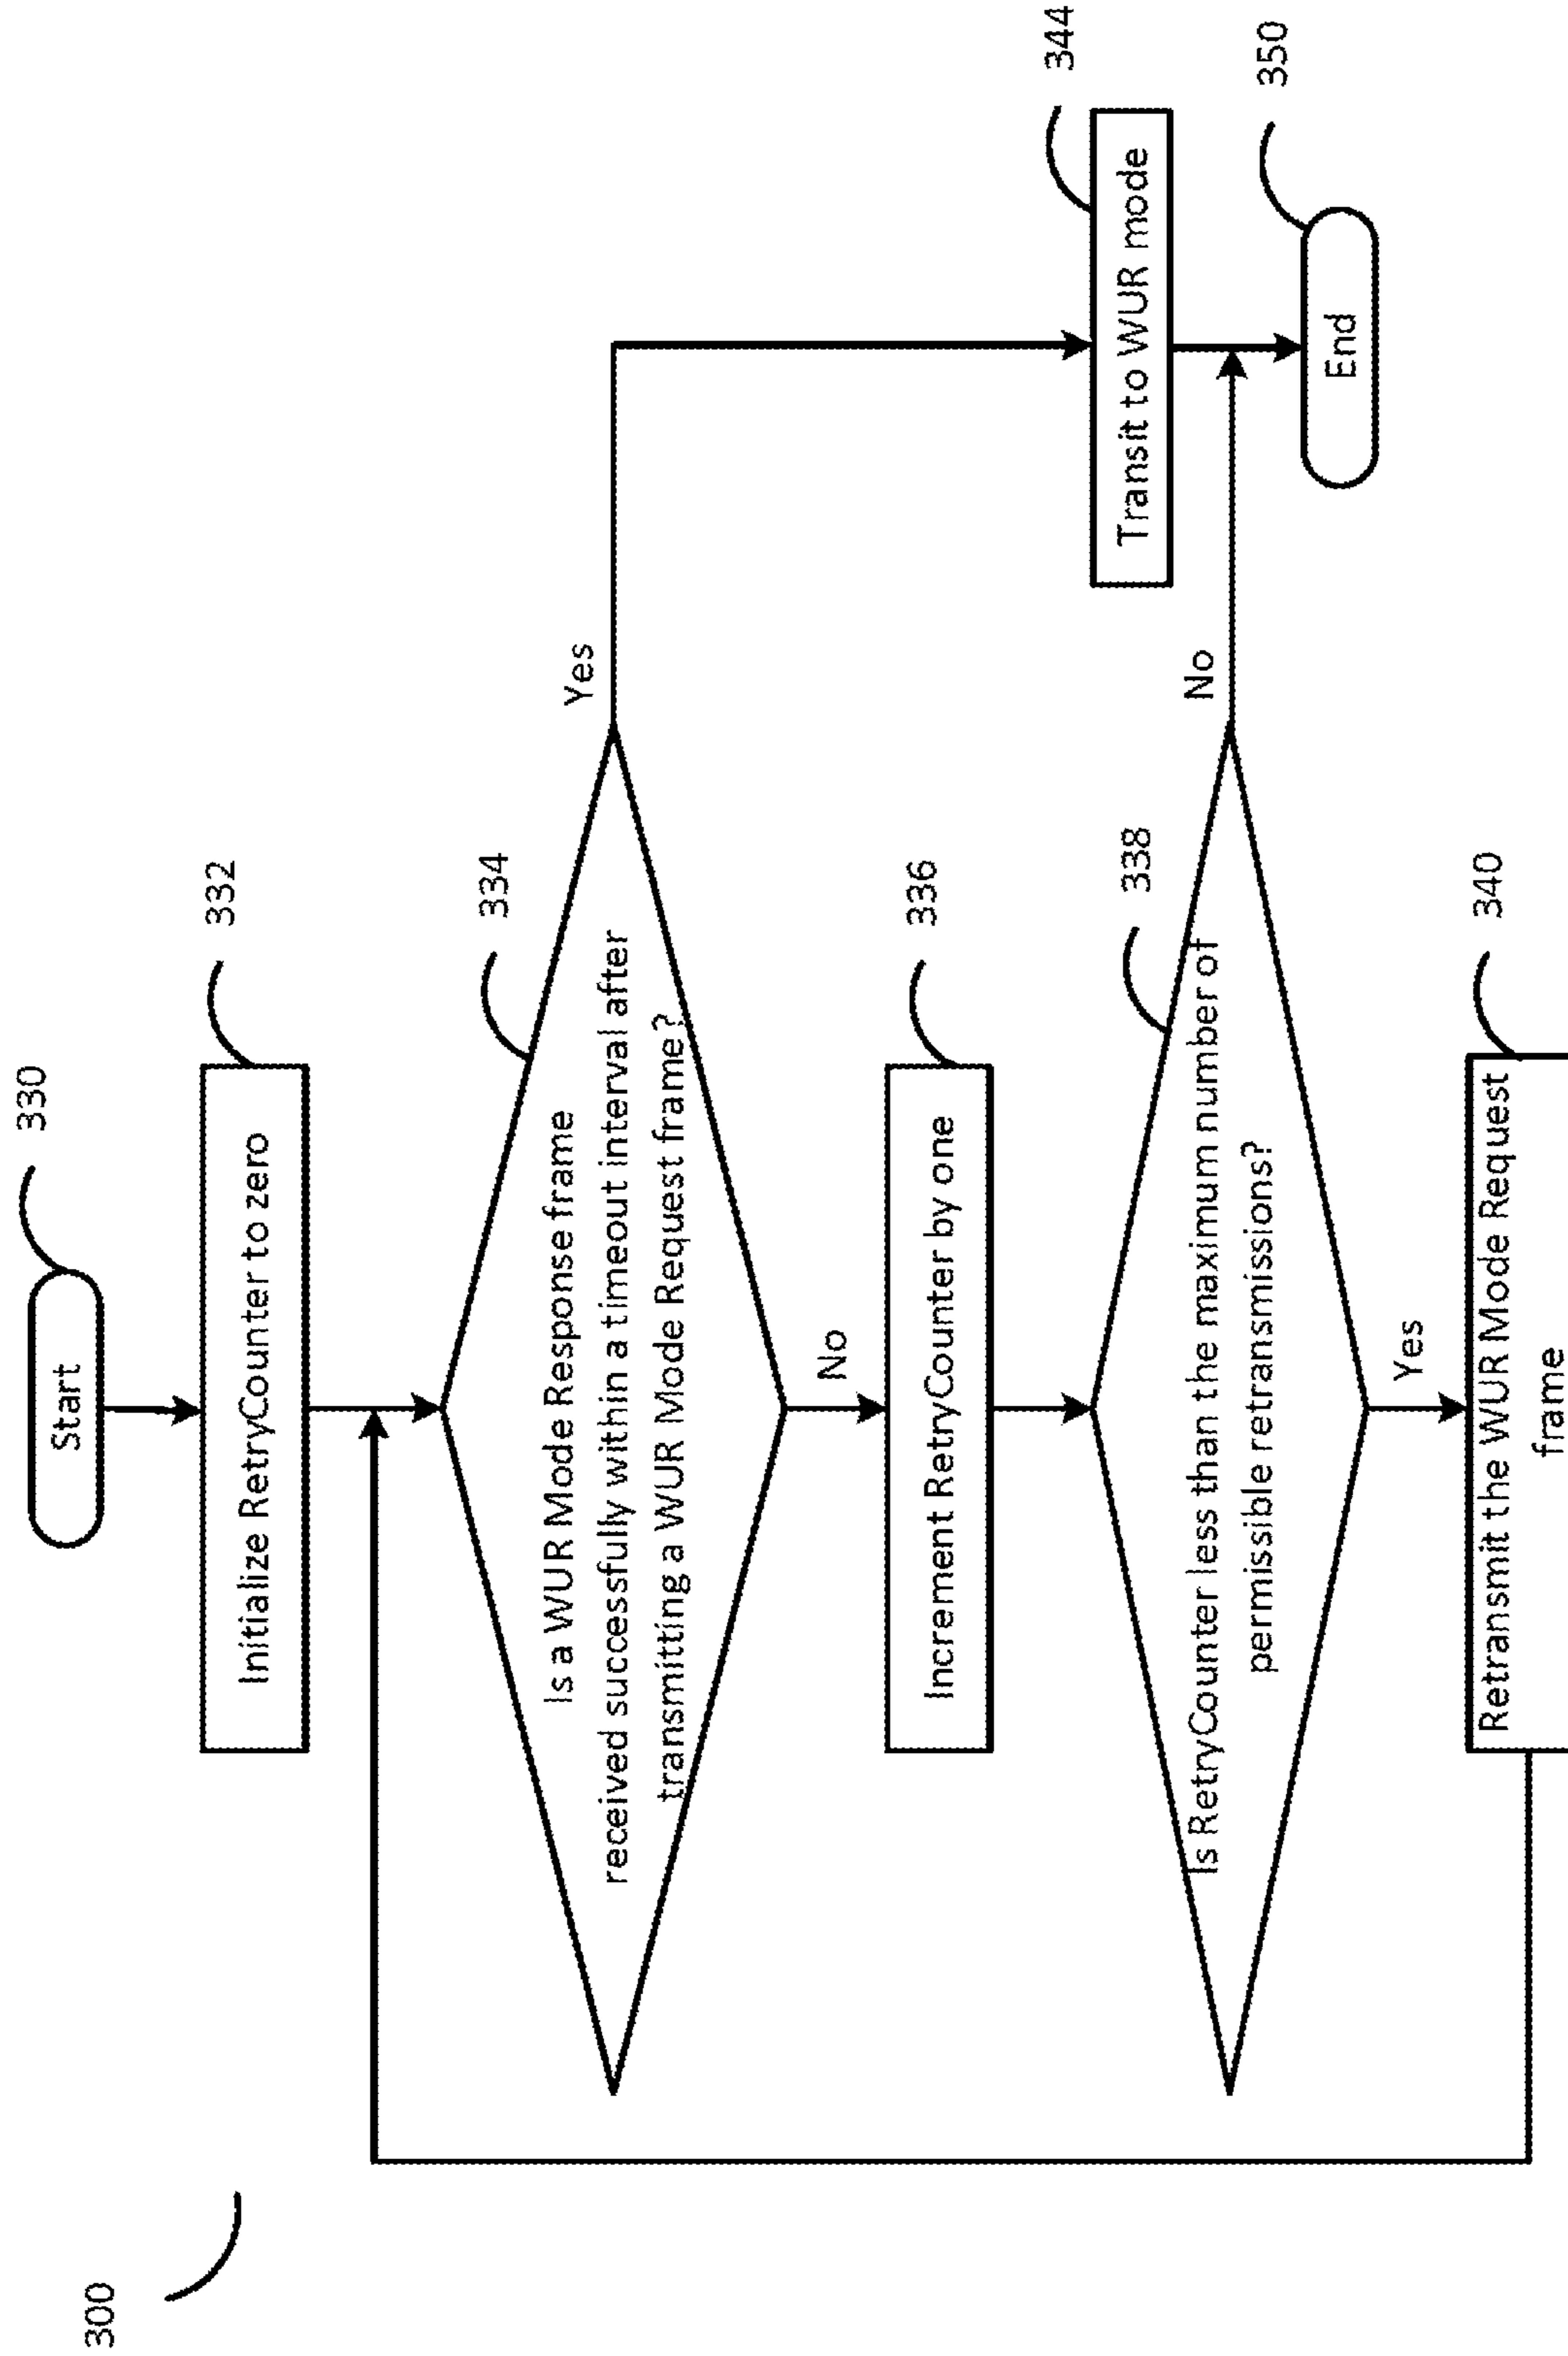 300
330
Start
332
Initialize RetryCounter to zero
334
Is a WUR Mode Response frame
received successfully within a timeout interval after
transmitting a WUR Mode Request frame?
Yes
No
336
Increment RetryCounter by one
338
Is RetryCounter less than the maximum number of
permissible retransmissions?
No
Yes
340
Retransmit the WUR Mode Request
frame
344
Transit to WUR mode
350
End